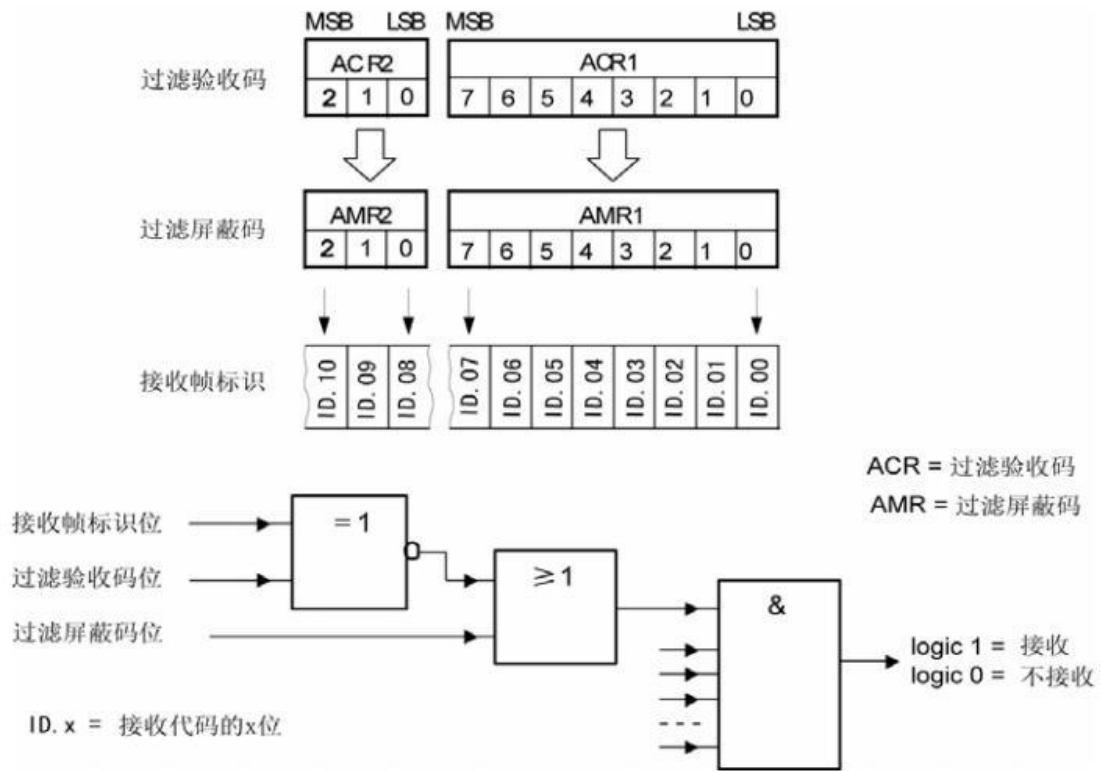 MSB LSB MSB LSB
ACR2 ACR1
过滤验收码
2 1 0 7 6 5 4 3 2 1 0
AMR2 AMR1
过滤屏蔽码
2 1 0 7 6 5 4 3 2 1 0
接收帧标识
ID.10 ID.09 ID.08 ID.07 ID.06 ID.05 ID.04 ID.03 ID.02 ID.01 ID.00
ACR = 过滤验收码
AMR = 过滤屏蔽码
接收帧标识位
= 1
过滤验收码位
≥1
&
过滤屏蔽码位
logic 1 = 接收
logic 0 = 不接收
ID.x = 接收代码的x位